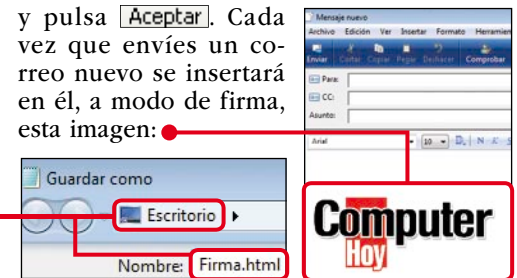 y pulsa Aceptar. Cada
vez que envíes un co-
rreo nuevo se insertará
en él, a modo de firma,
esta imagen:
Guardar como
Escritorio
Nombre: Firma.html
Mensaje nuevo
Archivo Edición Ver Insertar Formato Herramien
Enviar Cortar Copiar Pegar Deshacer Comprobar
Para:
CC:
Asunto:
Arial 10 N K S
Computer
Hoy